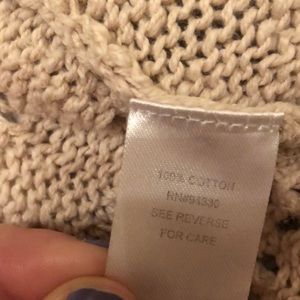 100% COTTON
RN#94330
SEE REVERSE
FOR CARE